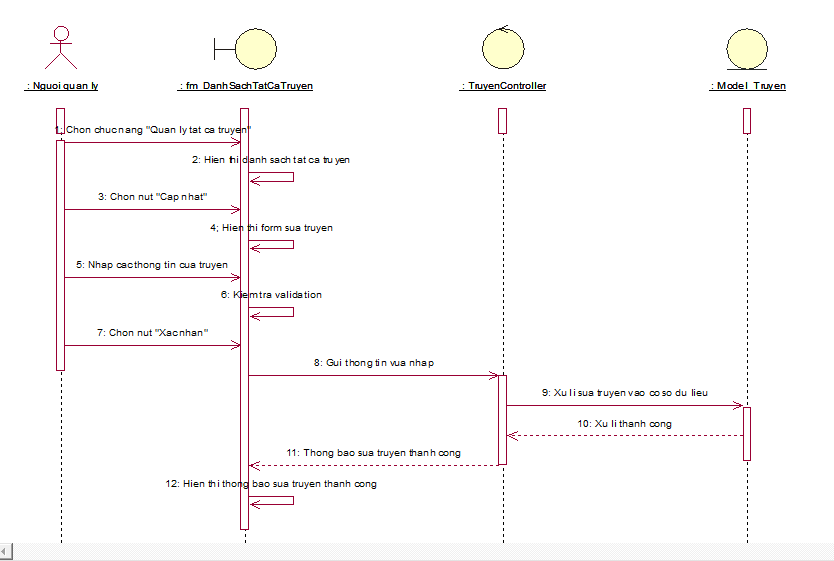 : Nguoi quan ly
: fm_DanhSachTatCaTruyen
: TruyenController
: Model_Truyen
1: Chon chuc nang "Quan ly tat ca truyen"
2: Hien thi danh sach tat ca truyen
3: Chon nut "Cap nhat"
4: Hien thi form sua truyen
5: Nhap cac thong tin cua truyen
6: Kiem tra validation
7: Chon nut "Xac nhan"
8: Gui thong tin vua nhap
9: Xu li sua truyen vao co so du lieu
10: Xu li thanh cong
11: Thong bao sua truyen thanh cong
12: Hien thi thong bao sua truyen thanh cong